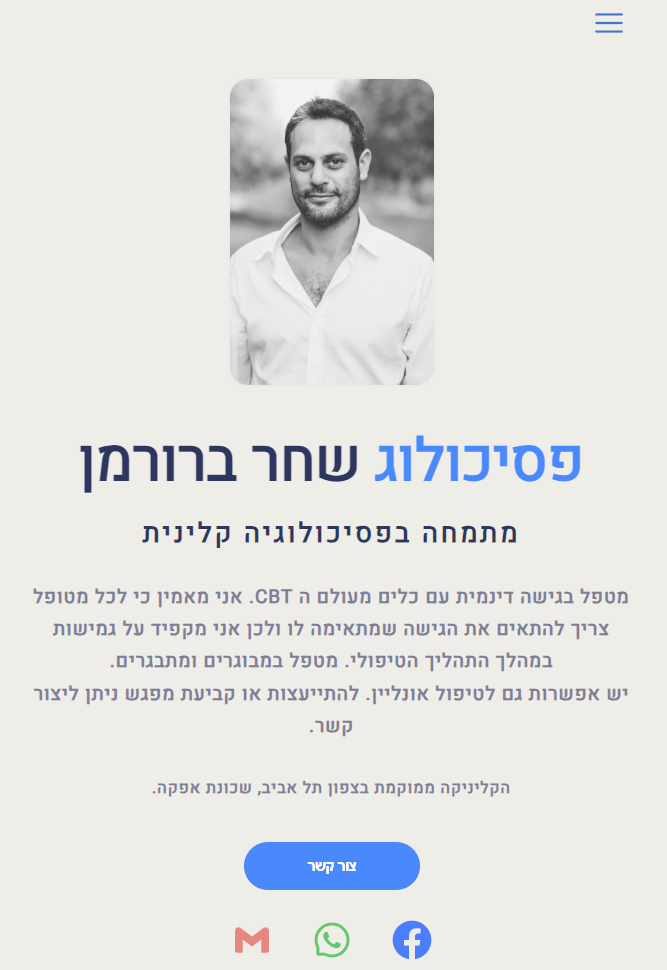 פסיכולוג שחר ברורמן
מתמחה בפסיכולוגיה קלינית
מטפל בגישה דינמית עם כלים מעולם ה CBT. אני מאמין כי לכל מטופל
צריך להתאים את הגישה שמתאימה לו ולכן אני מקפיד על גמישות
במהלך התהליך הטיפולי. מטפל במבוגרים ומתבגרים.
יש אפשרות גם לטיפול אונליין. להתייעצות או קביעת מפגש ניתן ליצור
קשר.
הקליניקה ממוקמת בצפון תל אביב, שכונת אפקה.
צור קשר